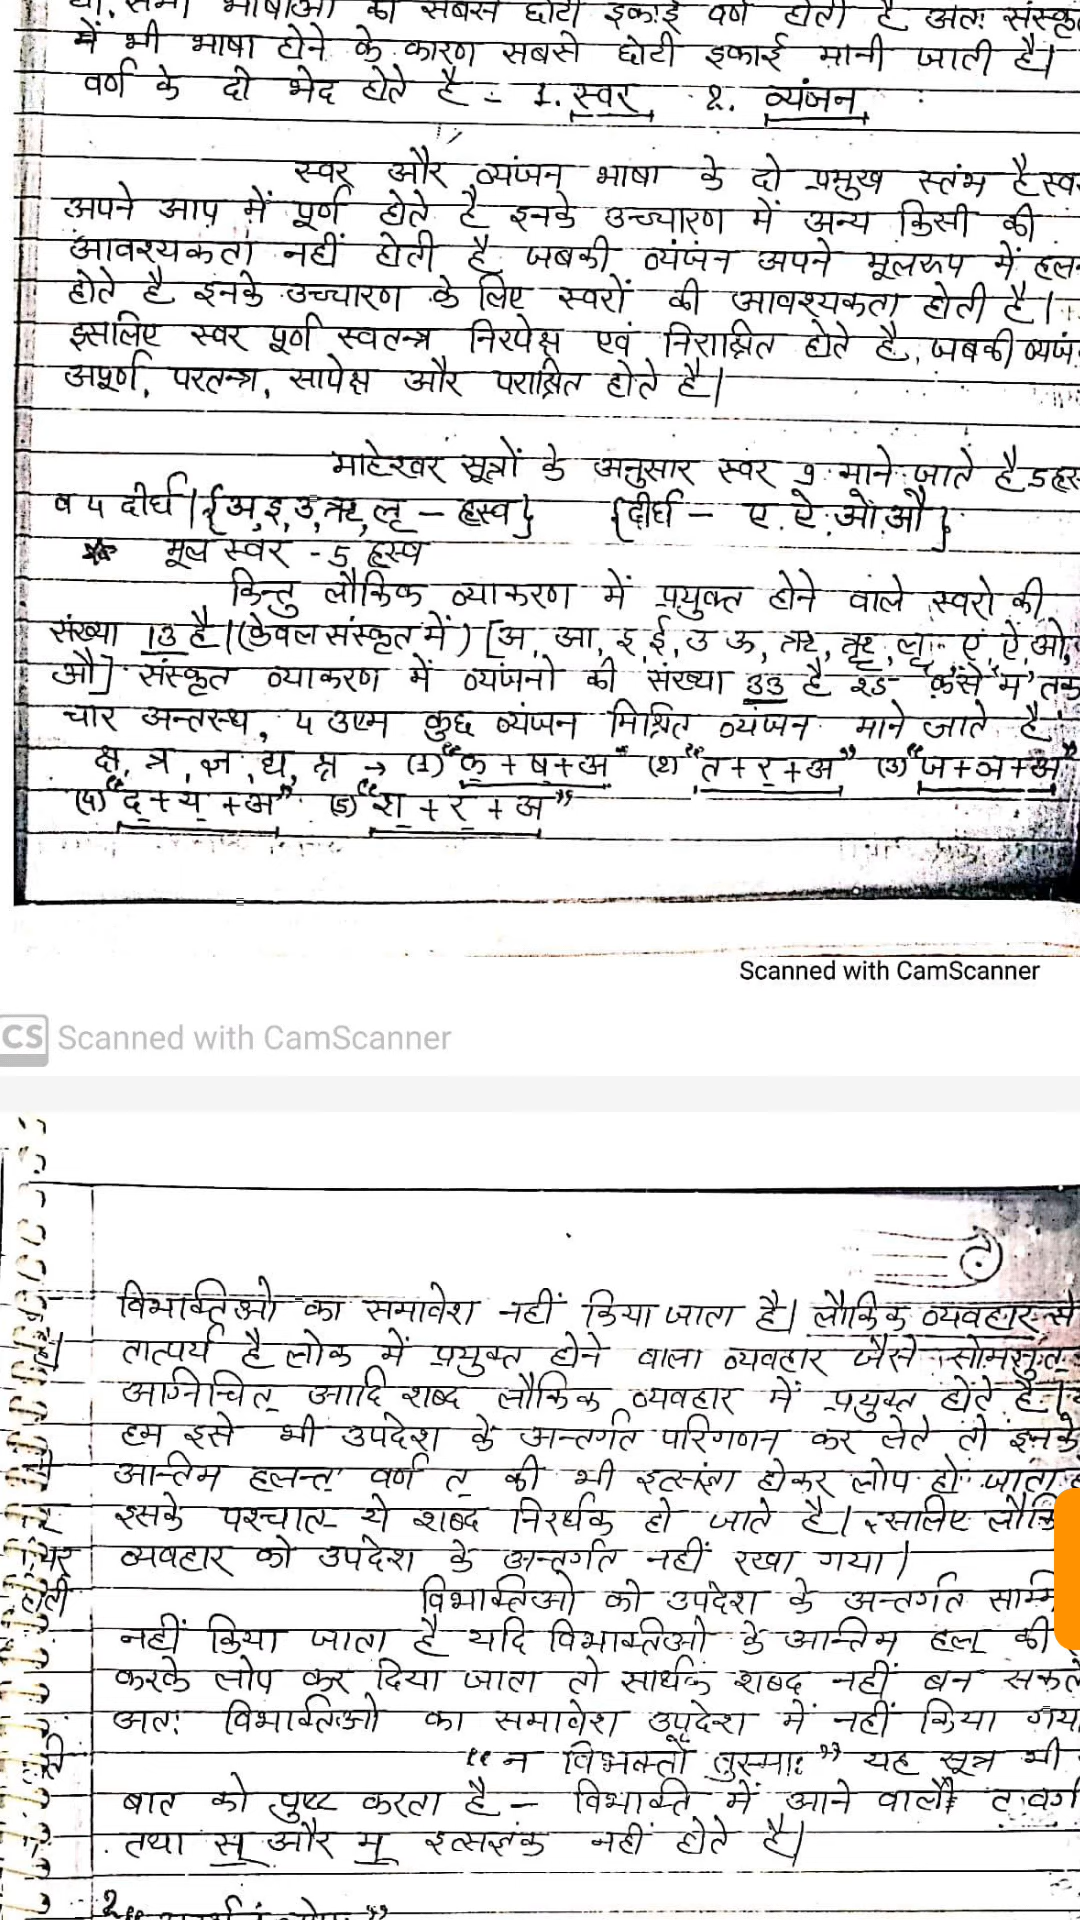 सभी भाषाओं की सबसे छोटी इकाई वर्ण होती है अतः
में भी भाषा होने के कारण सबसे छोटी इकाई मानी जाती है।
वर्ण के दो भेद होते है - 1. स्वर 2. व्यंजन
स्वर और व्यंजन भाषा के दो प्रमुख स्तंभ है
अपने आप में पूर्ण होते है इनके उच्चारण में अन्य किसी की
आवश्यकता नहीं होती है जबकी व्यंजन अपने मूलरूप में
होते है इनके उच्चारण के लिए स्वरों की आवश्यकता होती है।
इसलिए स्वर पूर्ण स्वतन्त्र निरपेक्ष एवं निराश्रित होते है, जबकी
अपूर्ण, परतन्त्र, सापेक्ष और पराश्रित होते है।
माहेश्वर सूत्रों के अनुसार स्वर 9 माने जाते है 5
व 4 दीर्घ। {अ, इ, उ, ऋ, लृ - ह्रस्व} {दीर्घ - ए. ऐ. ओ. औ}
मूल स्वर - 5 ह्रस्व
किन्तु लौकिक व्याकरण में प्रयुक्त होने वाले स्वरो की
संख्या 13 है। (केवल संस्कृत में) [अ, आ, इ, ई, उ, ऊ, ऋ, ॠ, लृ, ए, ऐ, ओ,
औ] संस्कृत व्याकरण में व्यंजनो की संख्या 33 है 25 क से म तक
चार अन्तस्थ, 4 उष्म कुछ व्यंजन मिश्रित व्यंजन माने जाते है
क्ष, त्र, ज्ञ, द्य, श्र → (1) "क् + ष् + अ" (2) "त + र् + अ" (3) "ज + ञ + अ"
(4) "द् + य् + अ" (5) "श् + र् + अ"
Scanned with CamScanner
CS Scanned with CamScanner
विभक्तिओ का समावेश नहीं किया जाता है। लौकिक व्यवहार से
तात्पर्य है लोक में प्रयुक्त होने वाला व्यवहार जैसे सोमसुत्
अग्निचित् आदि शब्द लौकिक व्यवहार में प्रयुक्त होते है।
हम इसे भी उपदेश के अन्तर्गत परिगणन कर लेते तो इनके
अन्तिम हलन्त वर्ण त् की भी इत्संज्ञा होकर लोप हो जाता
इसके पश्चात ये शब्द निरर्थक हो जाते है। इसलिए
व्यवहार को उपदेश के अन्तर्गत नहीं रखा गया।
विभक्तिओ को उपदेश के अन्तर्गत
नहीं किया जाता है यदि विभक्तिओ के अन्तिम हल् की
करके लोप कर दिया जाता तो सार्थक शब्द नहीं बन सकते
अतः विभक्तिओ का समावेश उपदेश में नहीं किया गया
"न विभक्तौ तुस्माः" यह सूत्र भी
बात को पुष्ट करता है - विभक्ति में आने वाले त वर्ग
तथा स् और म् इत्संज्ञक नहीं होते है।